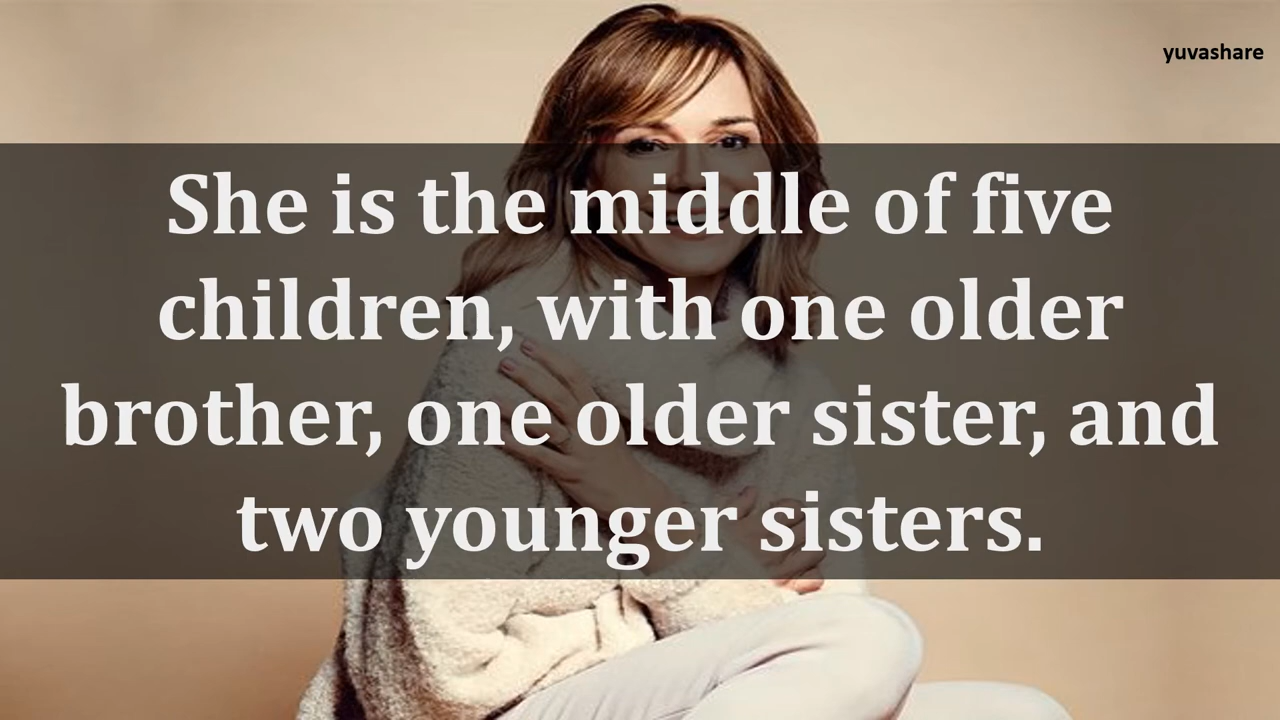 yuvashare
She is the middle of five
children, with one older
brother, one older sister, and
two younger sisters.